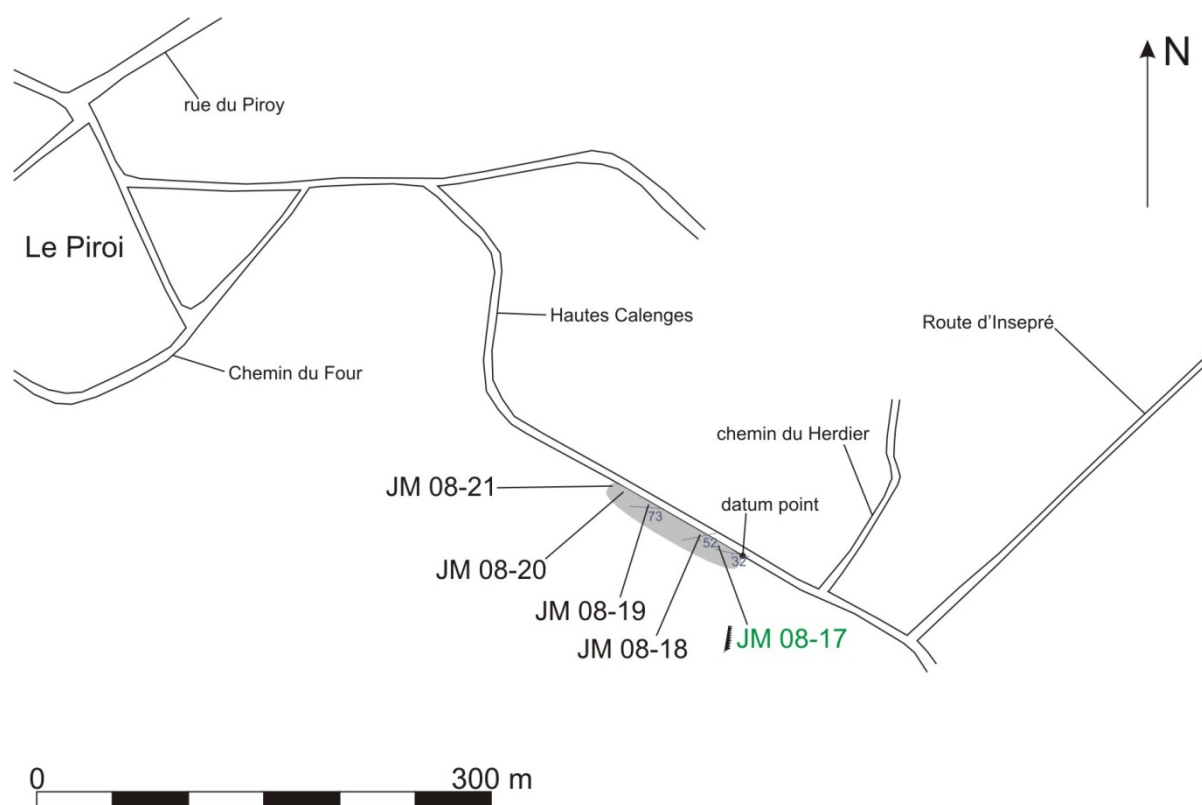 N
rue du Piroy
Le Piroi
Hautes Calenges
Route d'Insepré
Chemin du Four
chemin du Herdier
JM 08-21
datum point
73
52
32
JM 08-20
JM 08-19
JM 08-18
JM 08-17
0
300 m